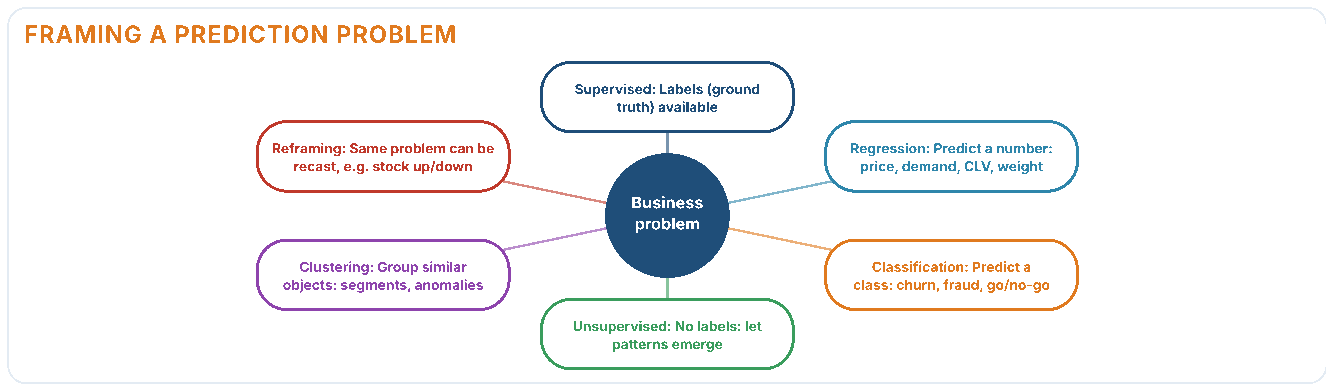 FRAMING A PREDICTION PROBLEM
Supervised: Labels (ground
truth) available
Reframing: Same problem can be
recast, e.g. stock up/down
Regression: Predict a number:
price, demand, CLV, weight
Business
problem
Clustering: Group similar
objects: segments, anomalies
Classification: Predict a
class: churn, fraud, go/no-go
Unsupervised: No labels: let
patterns emerge